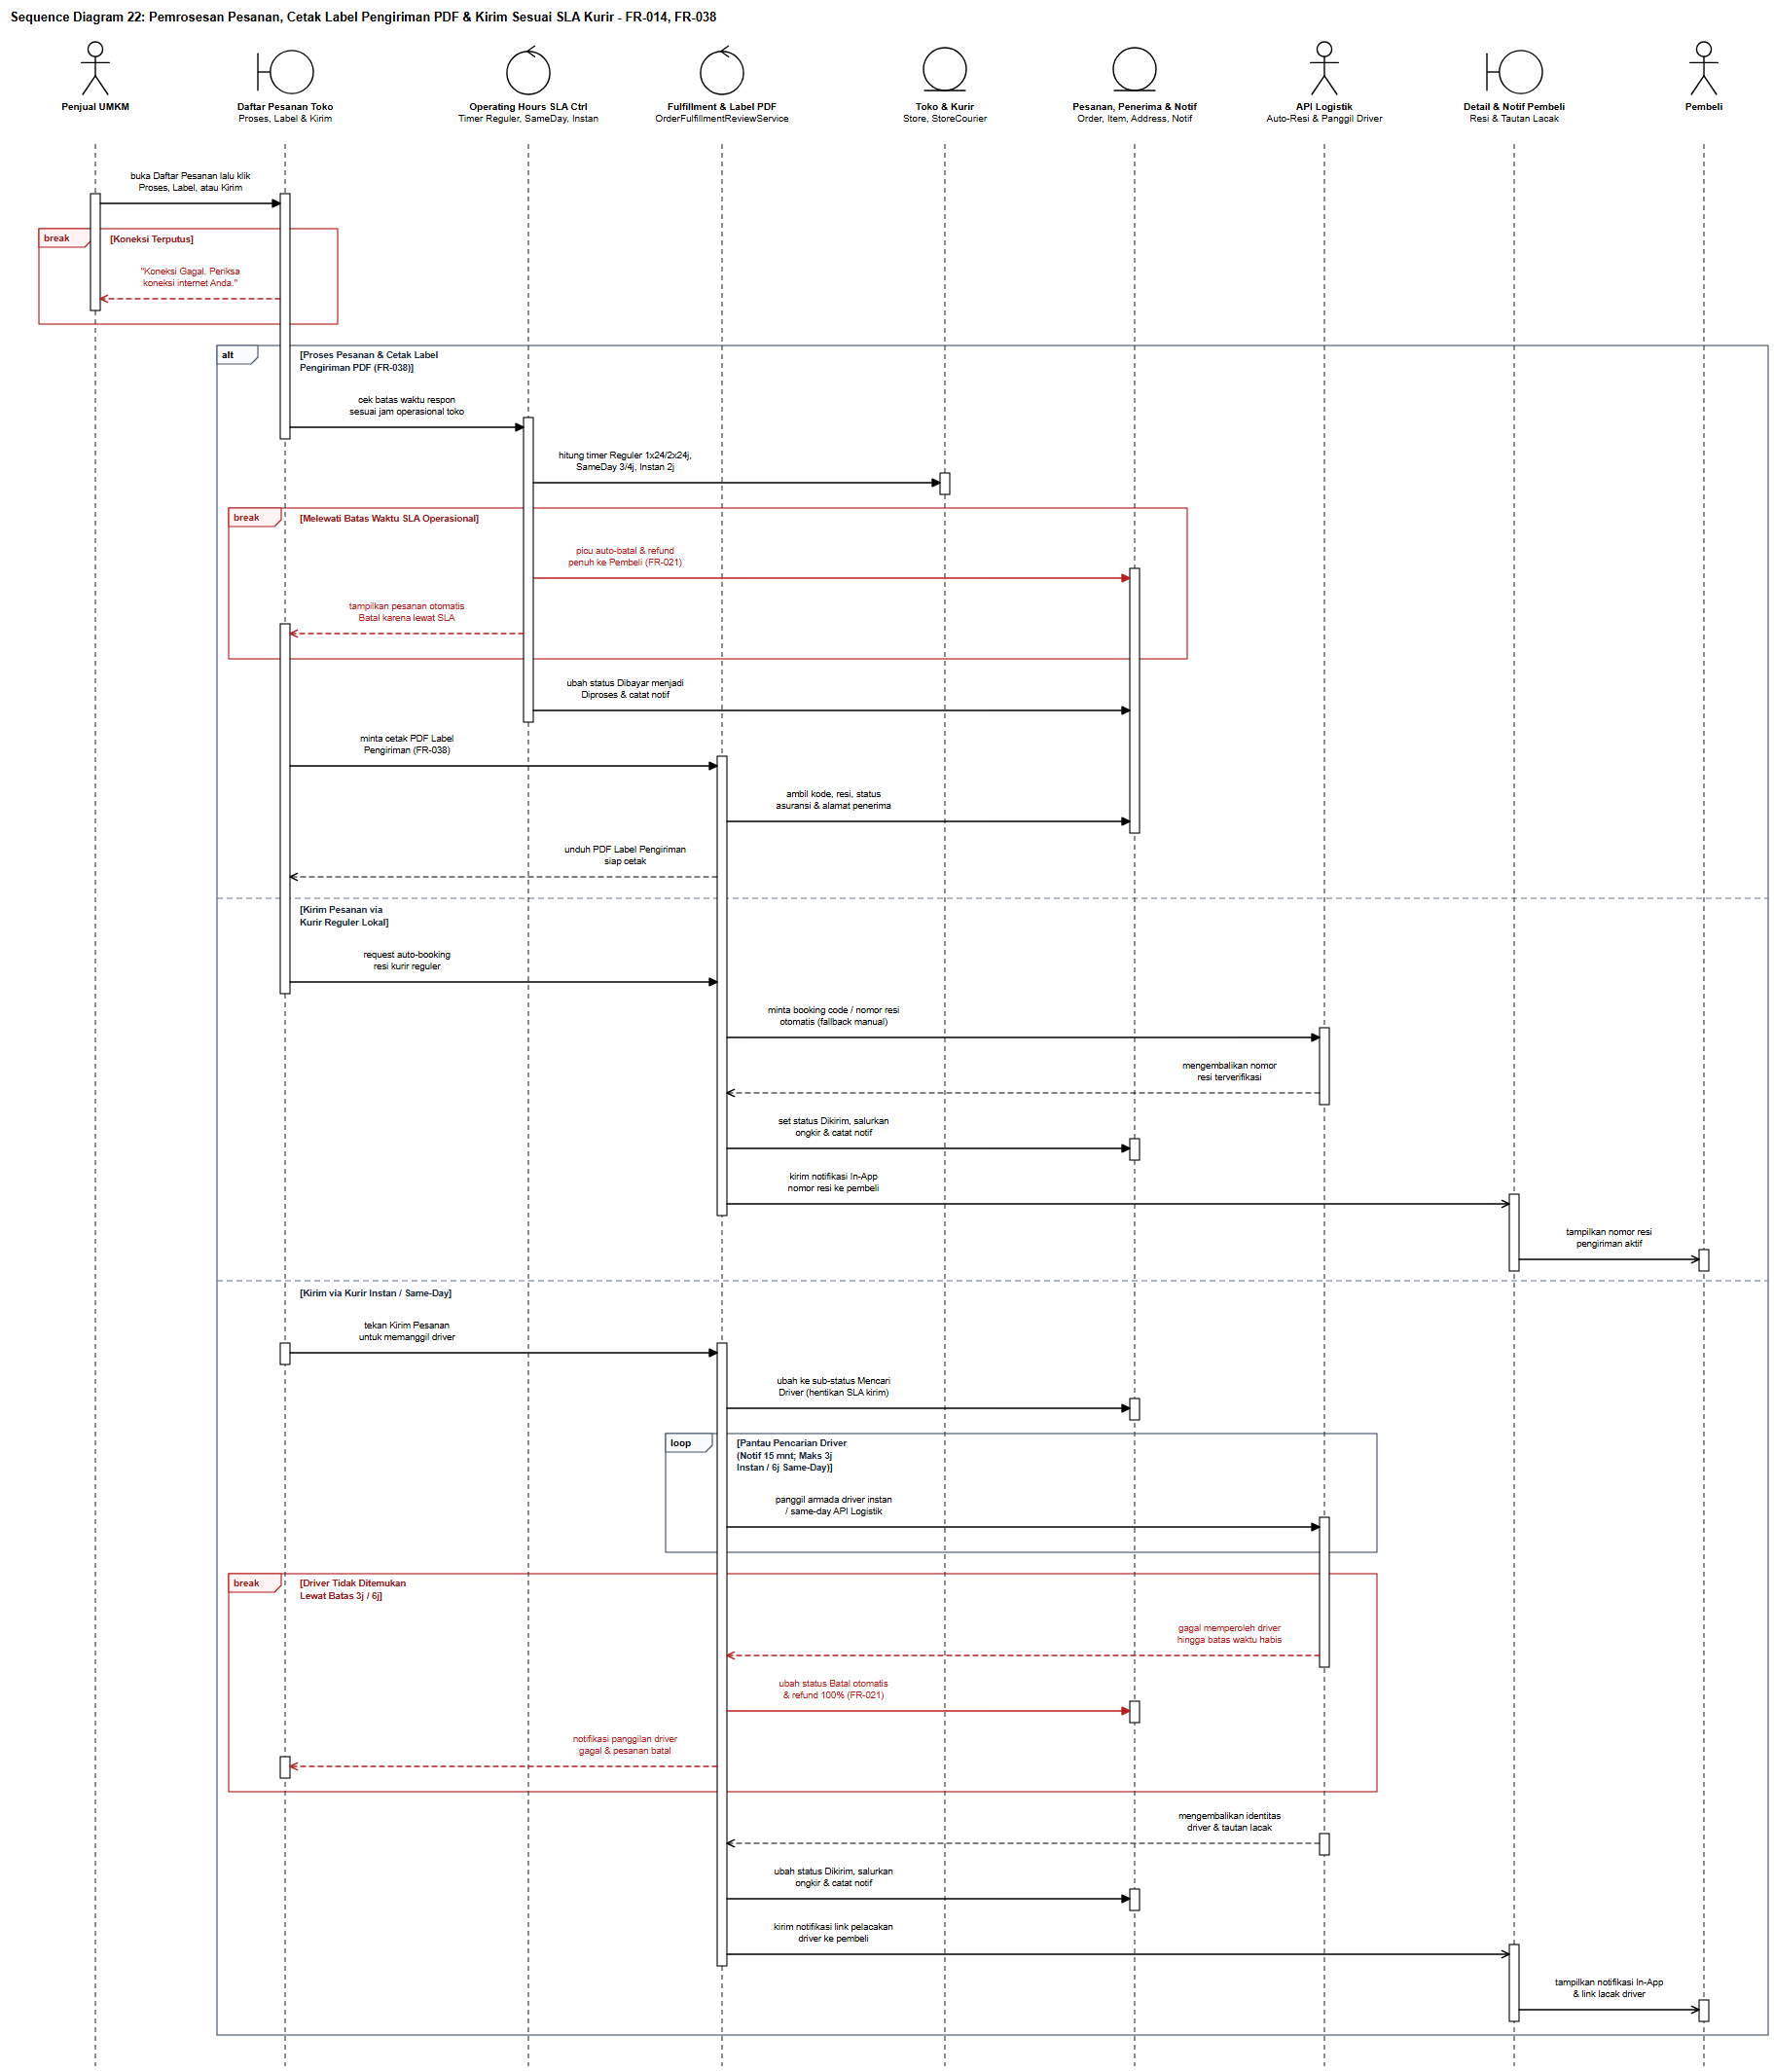 Sequence Diagram 22: Pemrosesan Pesanan, Cetak Label Pengiriman PDF & Kirim Sesuai SLA Kurir - FR-014, FR-038
Penjual UMKM
Daftar Pesanan Toko
Proses, Label & Kirim
Operating Hours SLA Ctrl
Timer Reguler, SameDay, Instan
Fulfillment & Label PDF
OrderFulfillmentReviewService
Toko & Kurir
Store, StoreCourier
Pesanan, Penerima & Notif
Order, Item, Address, Notif
API Logistik
Auto-Resi & Panggil Driver
Detail & Notif Pembeli
Resi & Tautan Lacak
Pembeli
buka Daftar Pesanan lalu klik
Proses, Label, atau Kirim
break
[Koneksi Terputus]
"Koneksi Gagal. Periksa
koneksi internet Anda."
alt
[Proses Pesanan & Cetak Label
Pengiriman PDF (FR-038)]
cek batas waktu respon
sesuai jam operasional toko
hitung timer Reguler 1x24/2x24j,
SameDay 3/4j, Instan 2j
break
[Melewati Batas Waktu SLA Operasional]
picu auto-batal & refund
penuh ke Pembeli (FR-021)
tampilkan pesanan otomatis
Batal karena lewat SLA
ubah status Dibayar menjadi
Diproses & catat notif
minta cetak PDF Label
Pengiriman (FR-038)
ambil kode, resi, status
asuransi & alamat penerima
unduh PDF Label Pengiriman
siap cetak
[Kirim Pesanan via
Kurir Reguler Lokal]
request auto-booking
resi kurir reguler
minta booking code / nomor resi
otomatis (fallback manual)
mengembalikan nomor
resi terverifikasi
set status Dikirim, salurkan
ongkir & catat notif
kirim notifikasi In-App
nomor resi ke pembeli
tampilkan nomor resi
pengiriman aktif
[Kirim via Kurir Instan / Same-Day]
tekan Kirim Pesanan
untuk memanggil driver
ubah ke sub-status Mencari
Driver (hentikan SLA kirim)
loop
[Pantau Pencarian Driver
(Notif 15 mnt; Maks 3j
Instan / 6j Same-Day)]
panggil armada driver instan
/ same-day API Logistik
break
[Driver Tidak Ditemukan
Lewat Batas 3j / 6j]
gagal memperoleh driver
hingga batas waktu habis
ubah status Batal otomatis
& refund 100% (FR-021)
notifikasi panggilan driver
gagal & pesanan batal
mengembalikan identitas
driver & tautan lacak
ubah status Dikirim, salurkan
ongkir & catat notif
kirim notifikasi link pelacakan
driver ke pembeli
tampilkan notifikasi In-App
& link lacak driver